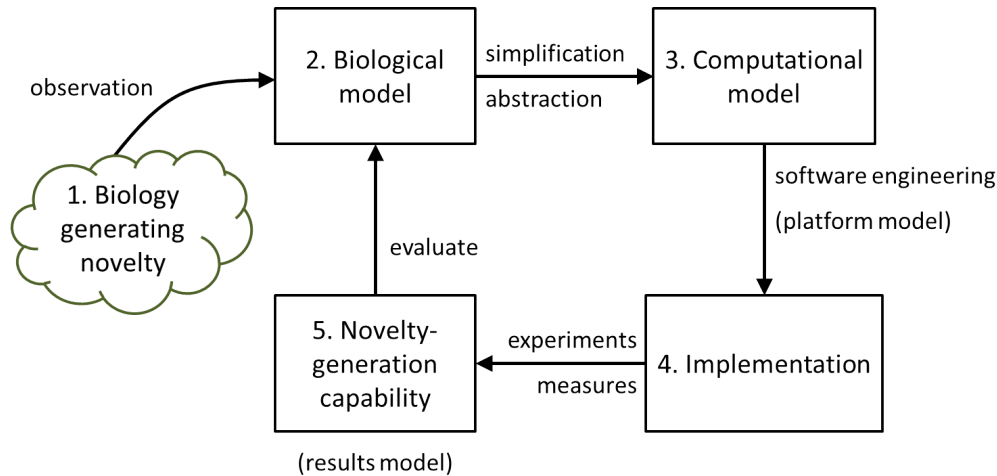 observation
1. Biology
generating
novelty
2. Biological
model
simplification
abstraction
3. Computational
model
software engineering
(platform model)
4. Implementation
experiments
measures
5. Novelty-
generation
capability
(results model)
evaluate